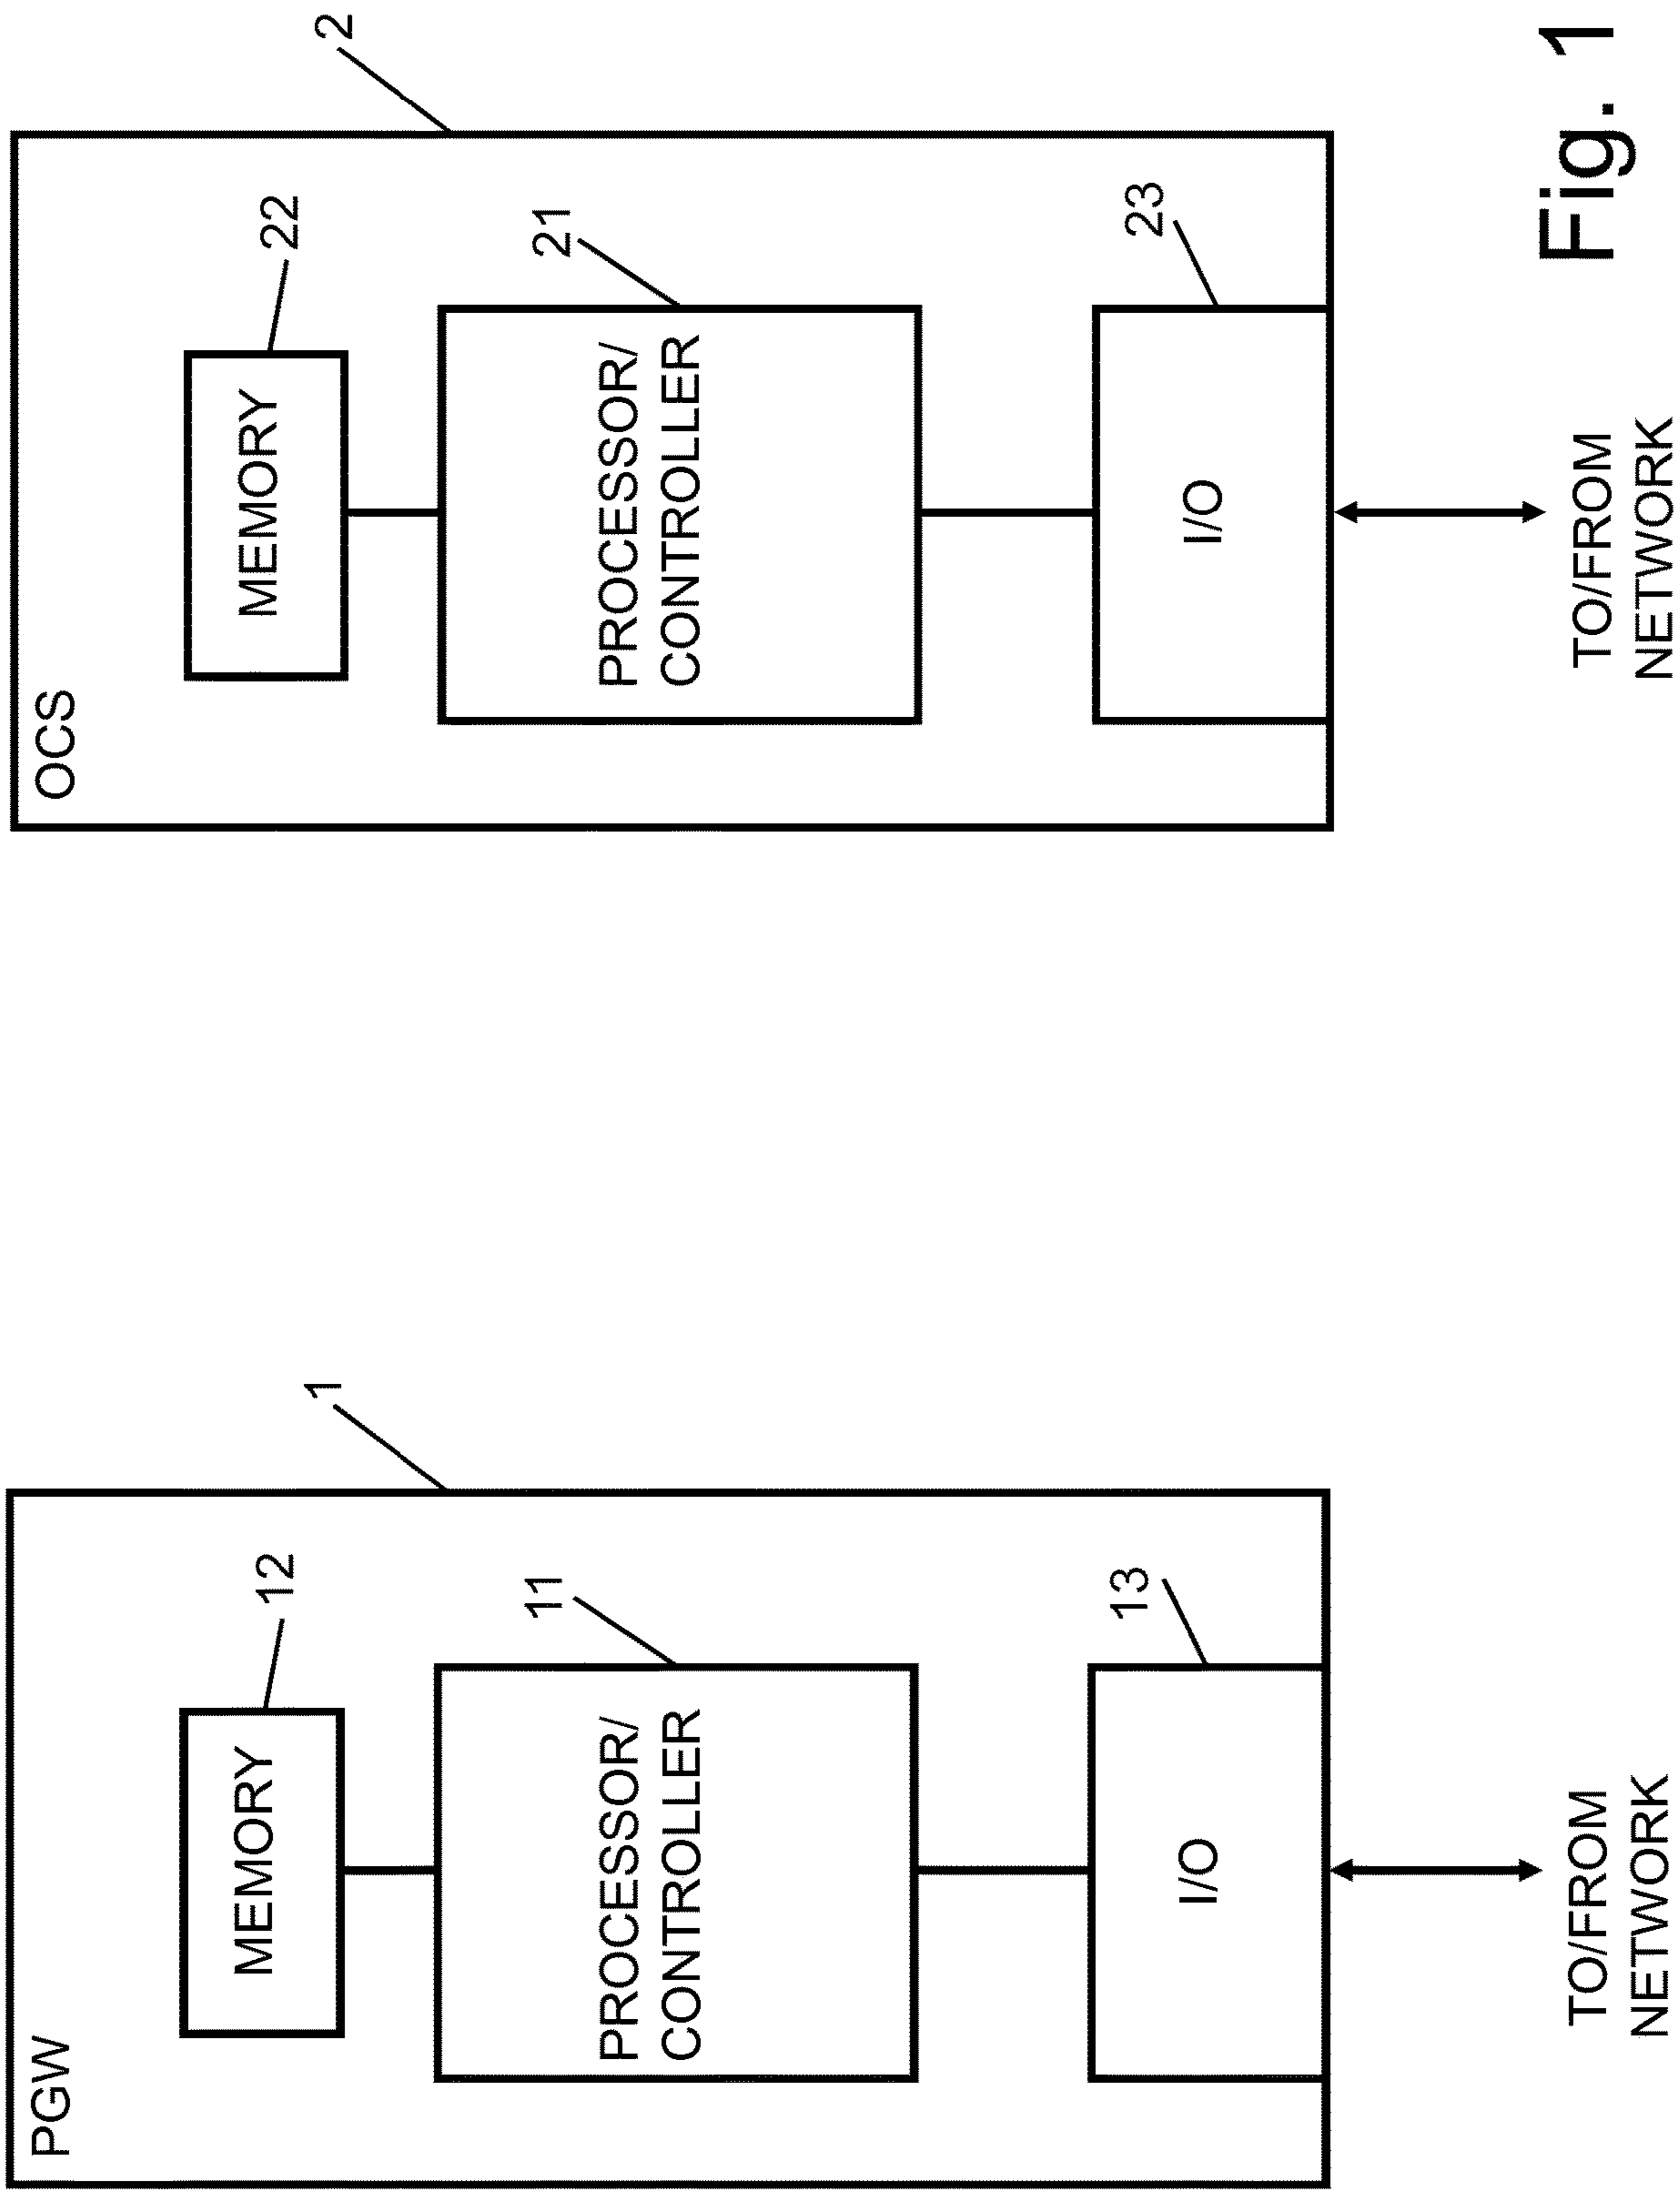 PGW
1
MEMORY
12
PROCESSOR/
CONTROLLER
11
I/O
13
TO/FROM
NETWORK
OCS
2
MEMORY
22
PROCESSOR/
CONTROLLER
21
I/O
23
TO/FROM
NETWORK
Fig. 1